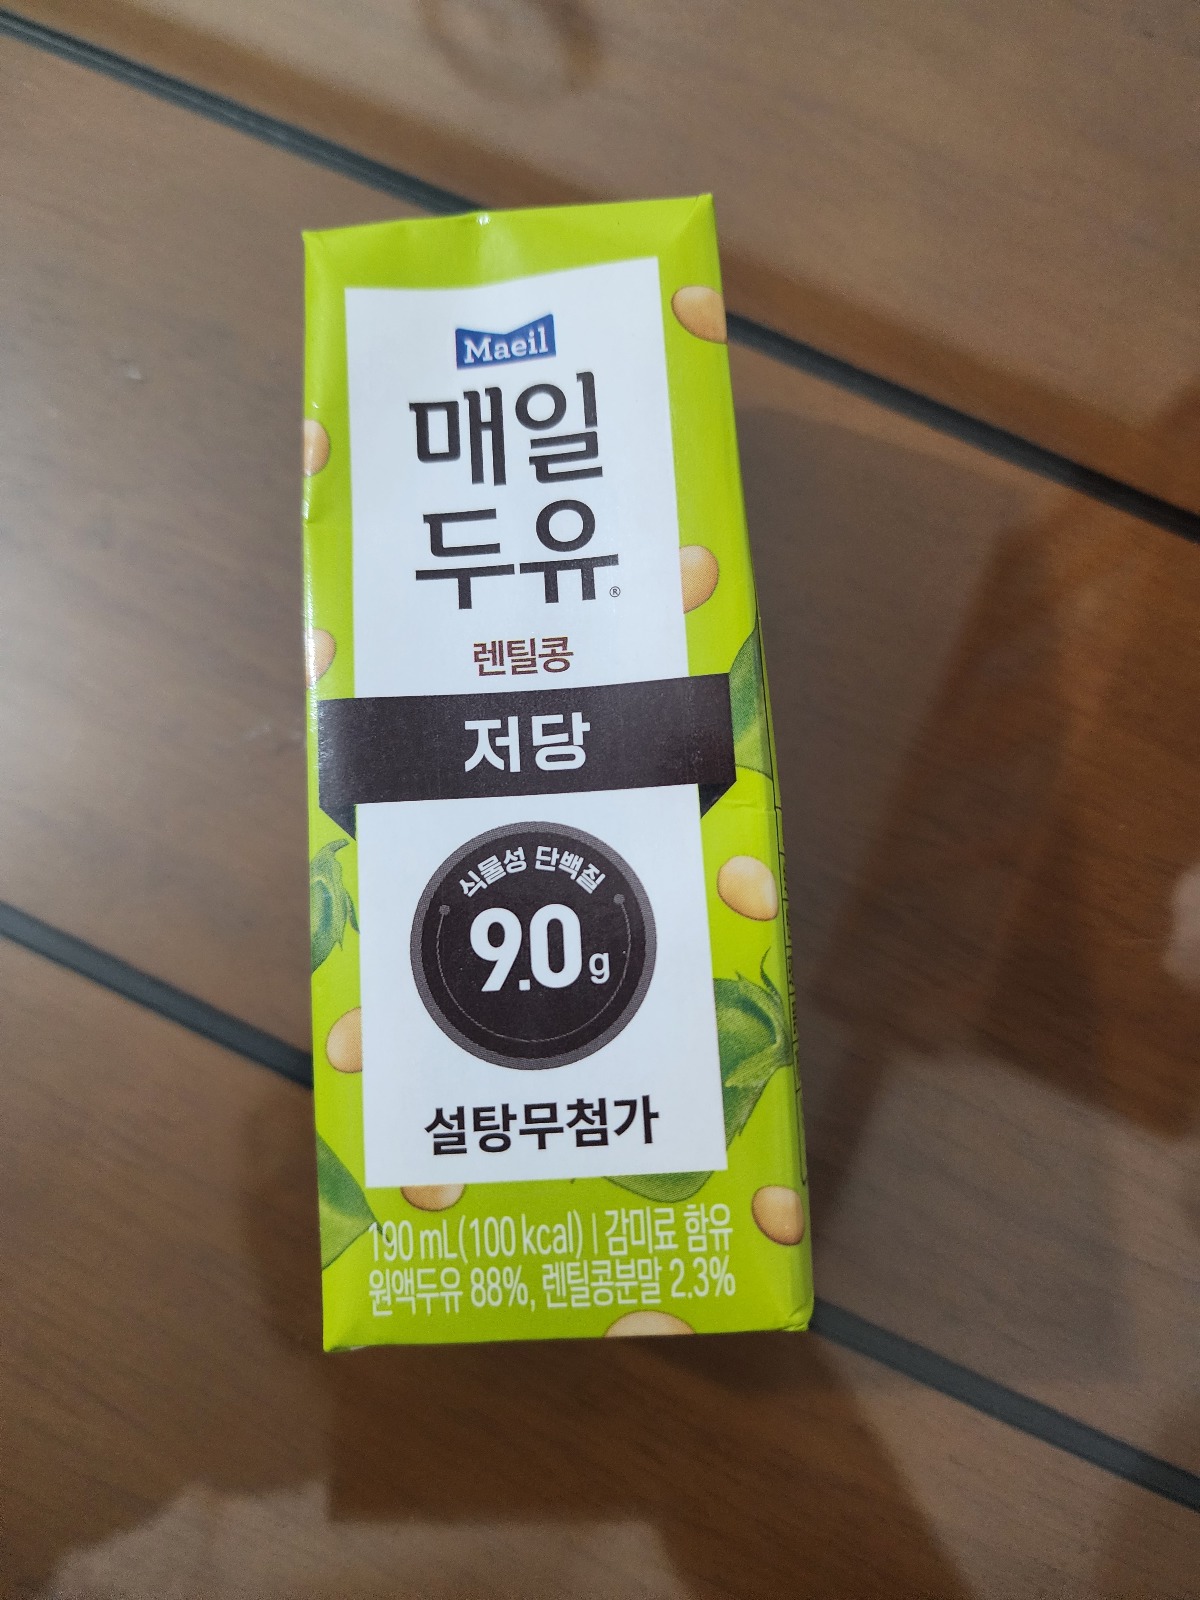 Maeil
매일
두유®
렌틸콩
저당
식물성 단백질
9.0g
설탕무첨가
190 mL(100 kcal) | 감미료 함유
원액두유 88%, 렌틸콩분말 2.3%